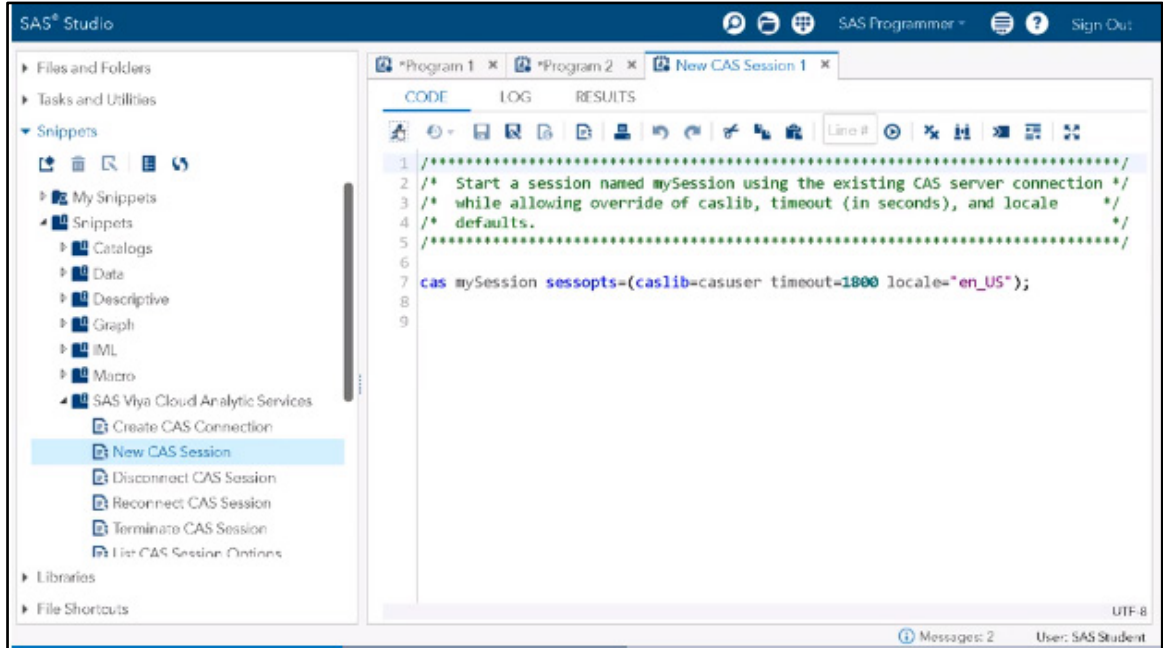 SAS® Studio
SAS Programmer
Sign Out
Files and Folders
Tasks and Utilities
Snippets
My Snippets
Snippets
Catalogs
Data
Descriptive
Graph
IML
Macro
SAS Viya Cloud Analytic Services
Create CAS Connection
New CAS Session
Disconnect CAS Session
Reconnect CAS Session
Terminate CAS Session
List CAS Session Options
Libraries
File Shortcuts
*Program 1 × *Program 2 × New CAS Session 1 ×
CODE LOG RESULTS
Line #
1 /******************************************************************************/
2 /* Start a session named mySession using the existing CAS server connection */
3 /* while allowing override of caslib, timeout (in seconds), and locale */
4 /* defaults. */
5 /******************************************************************************/
6
7 cas mySession sessopts=(caslib=casuser timeout=1800 locale="en_US");
8
9
UTF-8
Messages: 2 User: SAS Student